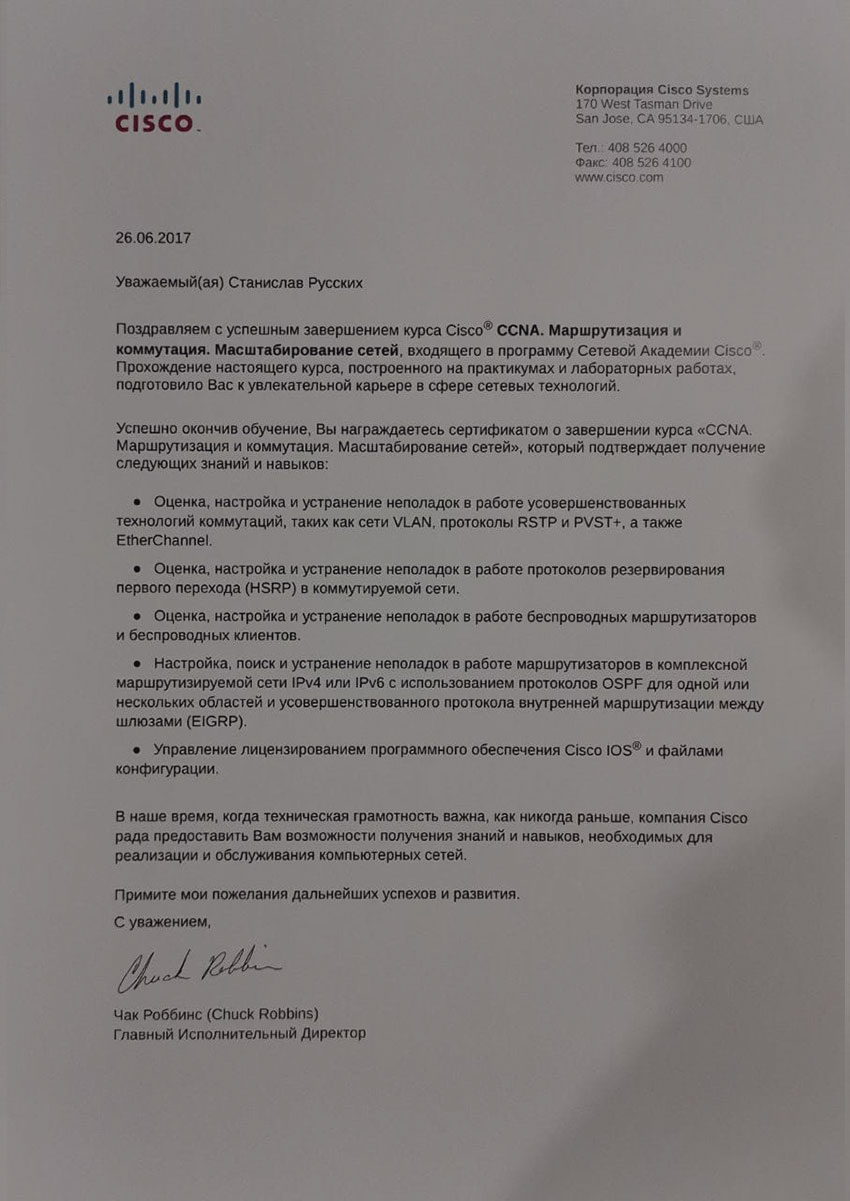 CISCO™
Корпорация Cisco Systems
170 West Tasman Drive
San Jose, CA 95134-1706, США
Тел.: 408 526 4000
Факс: 408 526 4100
www.cisco.com
26.06.2017
Уважаемый(ая) Станислав Русских
Поздравляем с успешным завершением курса Cisco® CCNA. Маршрутизация и
коммутация. Масштабирование сетей, входящего в программу Сетевой Академии Cisco®.
Прохождение настоящего курса, построенного на практикумах и лабораторных работах,
подготовило Вас к увлекательной карьере в сфере сетевых технологий.
Успешно окончив обучение, Вы награждаетесь сертификатом о завершении курса «CCNA.
Маршрутизация и коммутация. Масштабирование сетей», который подтверждает получение
следующих знаний и навыков:
● Оценка, настройка и устранение неполадок в работе усовершенствованных
технологий коммутаций, таких как сети VLAN, протоколы RSTP и PVST+, а также
EtherChannel.
● Оценка, настройка и устранение неполадок в работе протоколов резервирования
первого перехода (HSRP) в коммутируемой сети.
● Оценка, настройка и устранение неполадок в работе беспроводных маршрутизаторов
и беспроводных клиентов.
● Настройка, поиск и устранение неполадок в работе маршрутизаторов в комплексной
маршрутизируемой сети IPv4 или IPv6 с использованием протоколов OSPF для одной или
нескольких областей и усовершенствованного протокола внутренней маршрутизации между
шлюзами (EIGRP).
● Управление лицензированием программного обеспечения Cisco IOS® и файлами
конфигурации.
В наше время, когда техническая грамотность важна, как никогда раньше, компания Cisco
рада предоставить Вам возможности получения знаний и навыков, необходимых для
реализации и обслуживания компьютерных сетей.
Примите мои пожелания дальнейших успехов и развития.
С уважением,
Chuck Robbins
Чак Роббинс (Chuck Robbins)
Главный Исполнительный Директор